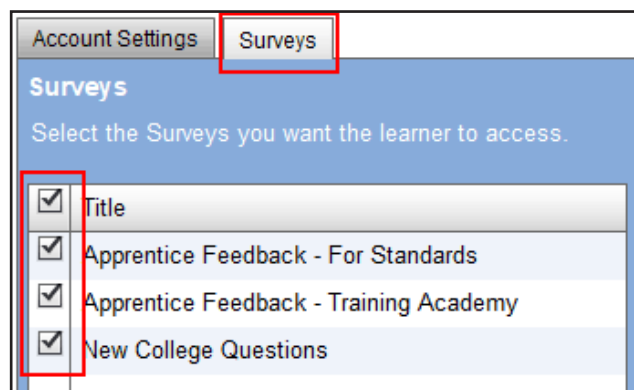 Account Settings
Surveys
Surveys
Select the Surveys you want the learner to access.
Title
Apprentice Feedback - For Standards
Apprentice Feedback - Training Academy
New College Questions